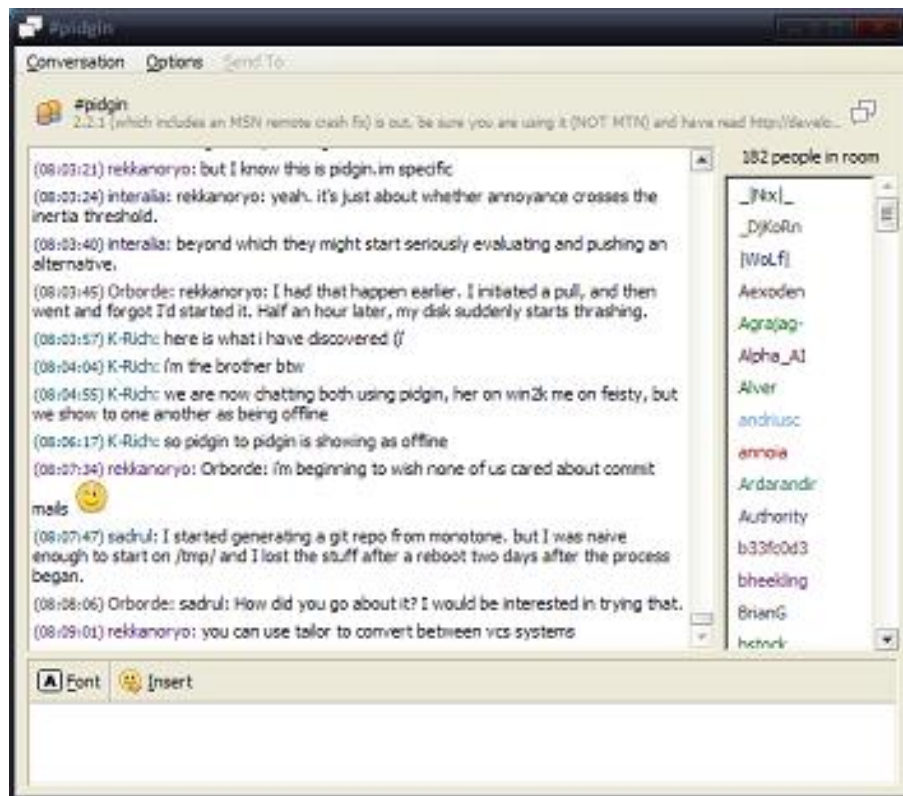 #pidgin
Conversation Options Send To
#pidgin
2.2.1 (which includes an MSN remote crash fix) is out, be sure you are using it (NOT MTN) and have read http://develo...
182 people in room
(08:03:21) rekkanoryo: but I know this is pidgin.im specific
(08:03:24) interalia: rekkanoryo: yeah. it's just about whether annoyance crosses the
inertia threshold.
(08:03:40) interalia: beyond which they might start seriously evaluating and pushing an
alternative.
(08:03:45) Orborde: rekkanoryo: I had that happen earlier. I initiated a pull, and then
went and forgot I'd started it. Half an hour later, my disk suddenly starts thrashing.
(08:03:57) K-Rich: here is what i have discovered (/
(08:04:04) K-Rich: i'm the brother btw
(08:04:55) K-Rich: we are now chatting both using pidgin, her on win2k me on feisty, but
we show to one another as being offline
(08:06:17) K-Rich: so pidgin to pidgin is showing as offline
(08:07:34) rekkanoryo: Orborde: i'm beginning to wish none of us cared about commit
mails
(08:07:47) sadrul: I started generating a git repo from monotone. but I was naive
enough to start on /tmp/ and I lost the stuff after a reboot two days after the process
began.
(08:08:06) Orborde: sadrul: How did you go about it? I would be interested in trying that.
(08:09:01) rekkanoryo: you can use tailor to convert between vcs systems
_|Nix|_
_DjKoRn
|WoLf|
Aexoden
Agrajag-
Alpha_AI
Alver
andriusc
annoia
Ardarandir
Authority
b33fc0d3
bheekling
BrianG
bstock
Font Insert